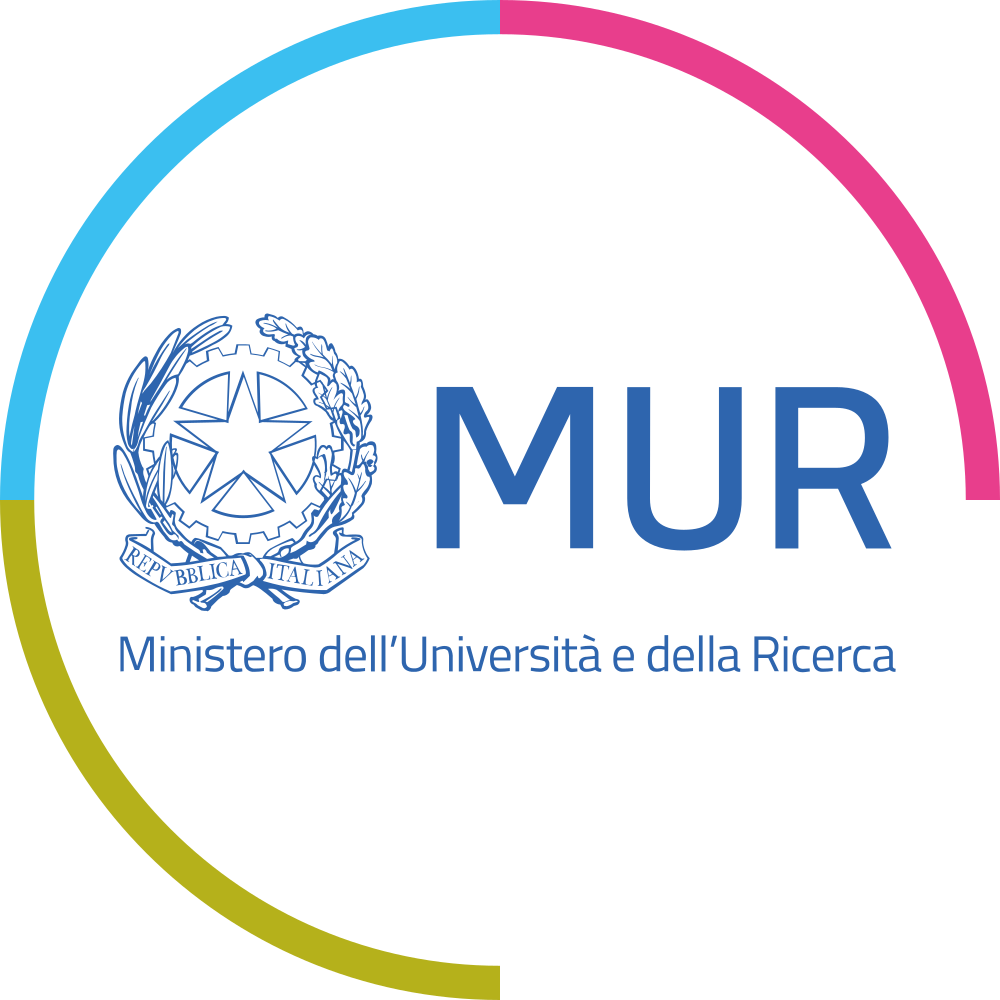 MUR
REPVBBLICA ITALIANA
Ministero dell’Università e della Ricerca